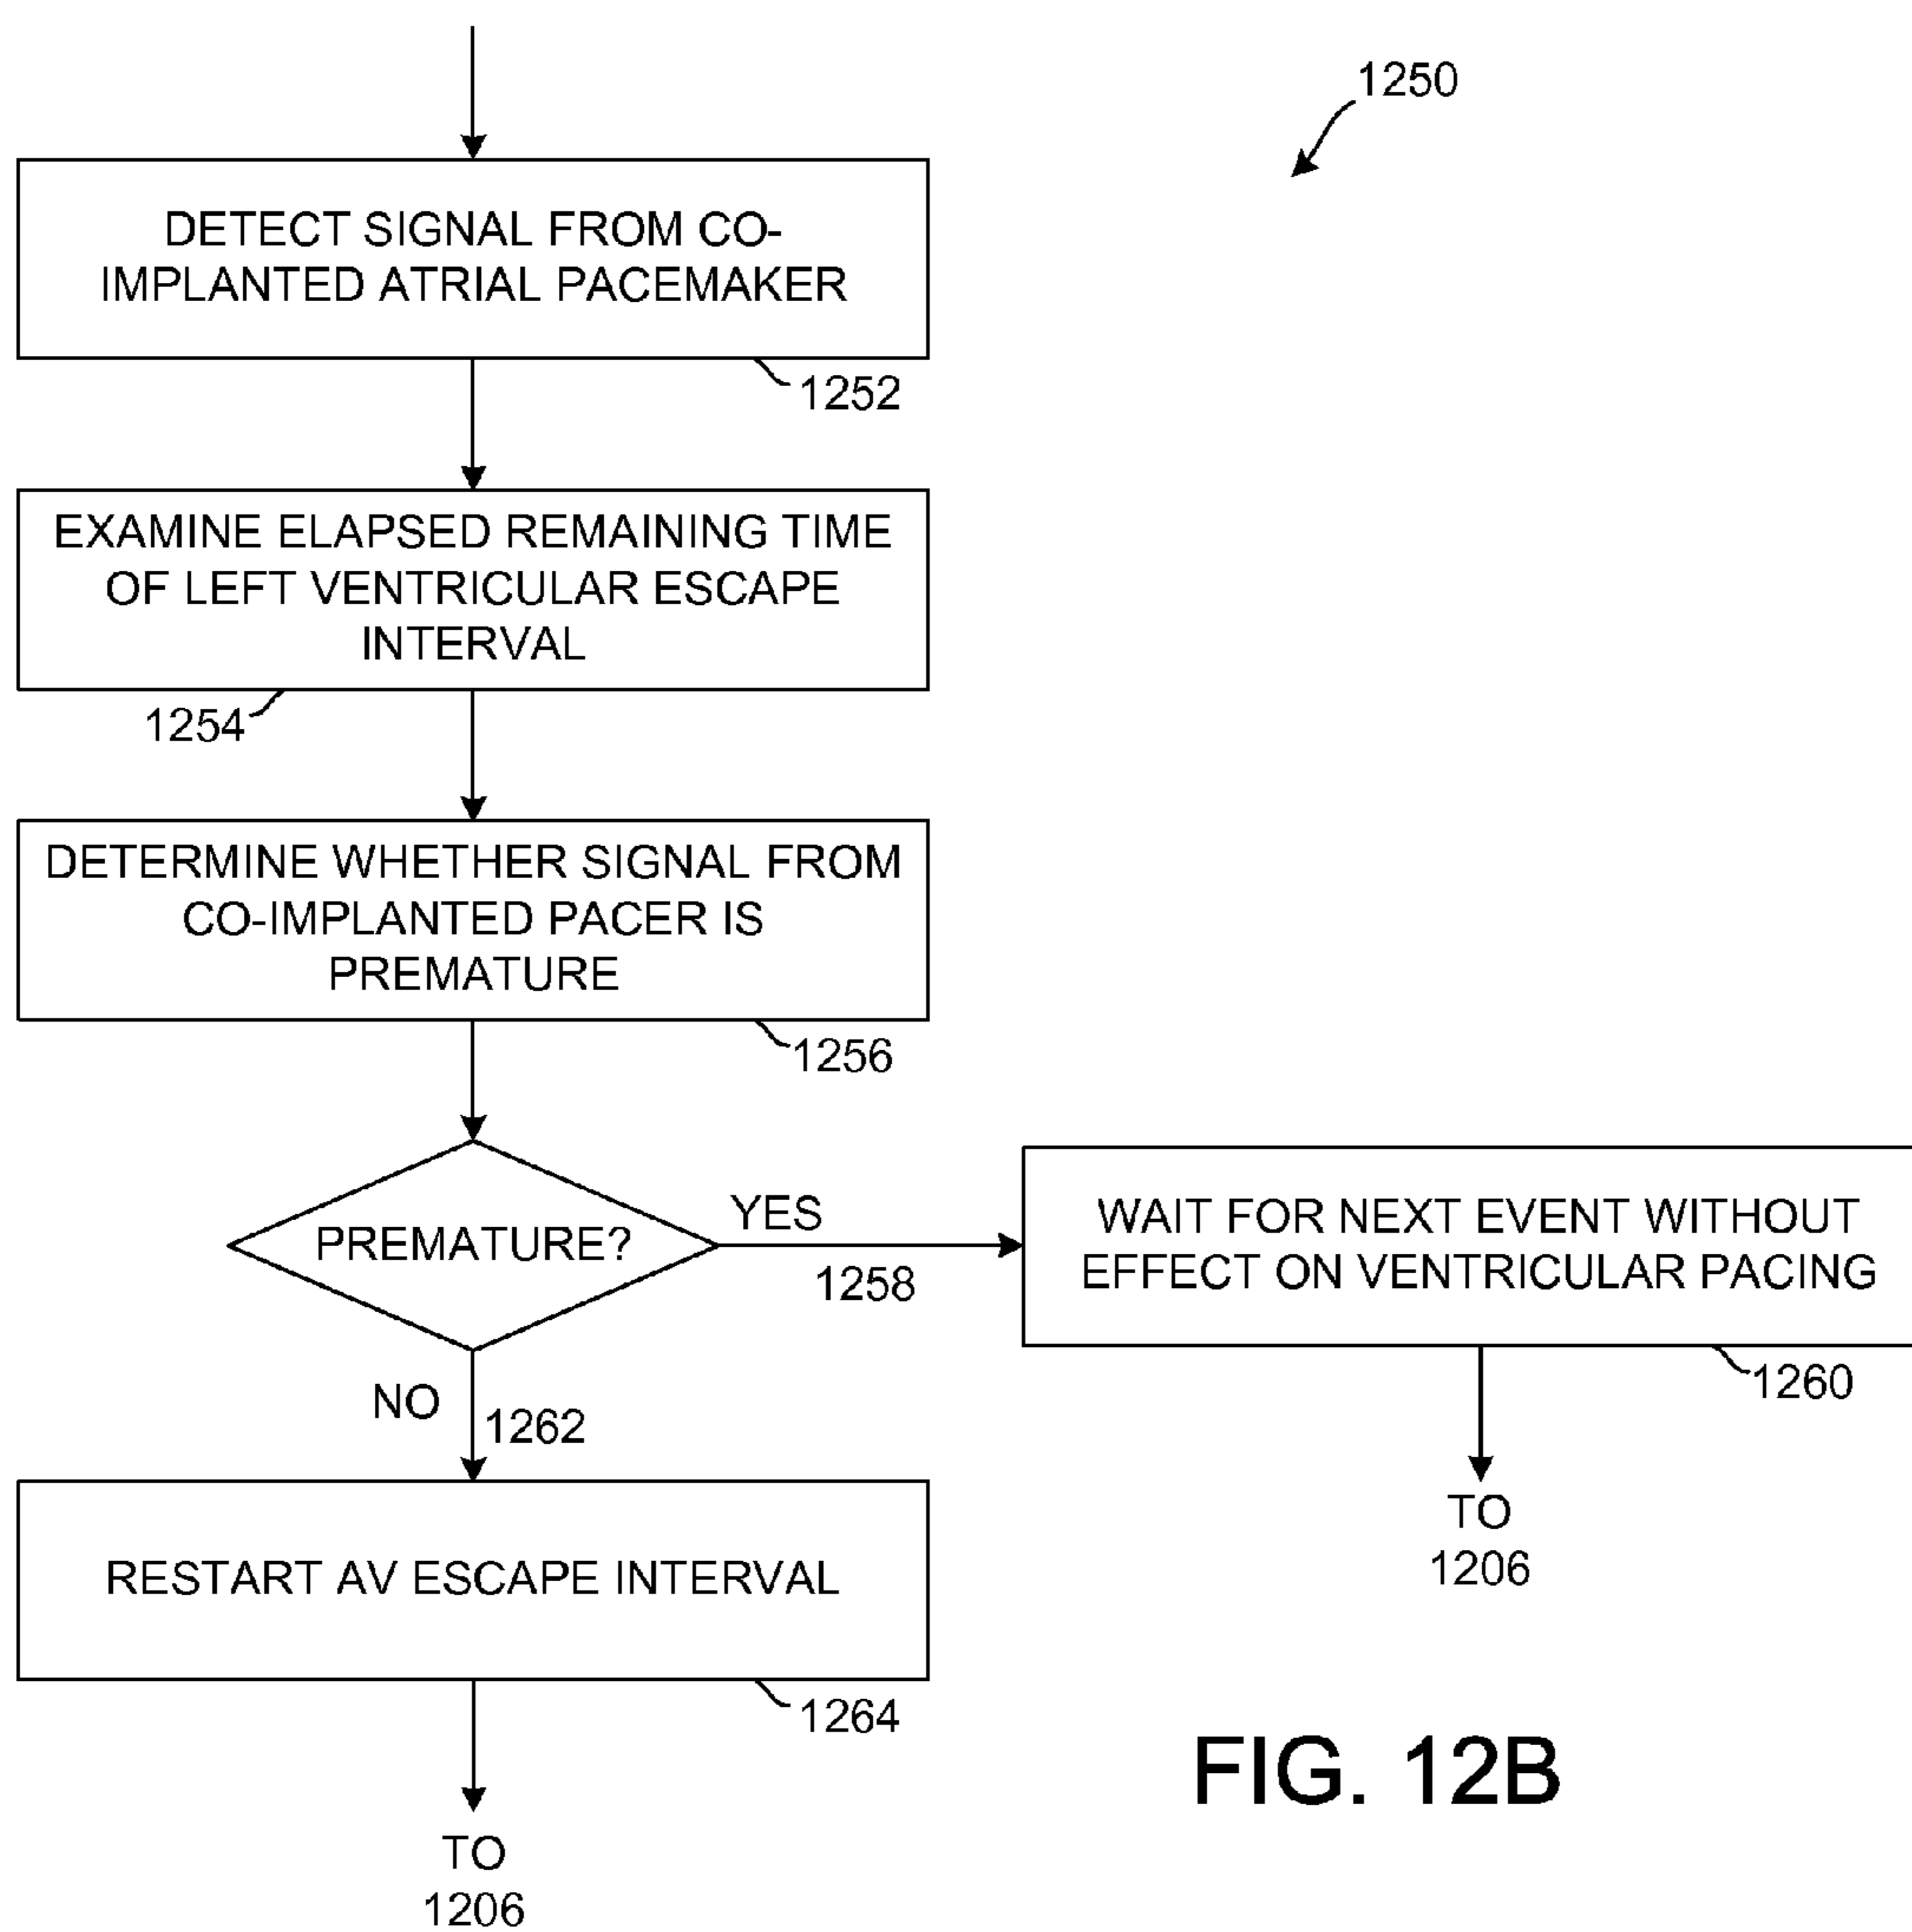 1250
DETECT SIGNAL FROM CO-
IMPLANTED ATRIAL PACEMAKER
1252
EXAMINE ELAPSED REMAINING TIME
OF LEFT VENTRICULAR ESCAPE
INTERVAL
1254
DETERMINE WHETHER SIGNAL FROM
CO-IMPLANTED PACER IS
PREMATURE
1256
PREMATURE?
YES
1258
WAIT FOR NEXT EVENT WITHOUT
EFFECT ON VENTRICULAR PACING
1260
TO
1206
NO
1262
RESTART AV ESCAPE INTERVAL
1264
TO
1206
FIG. 12B